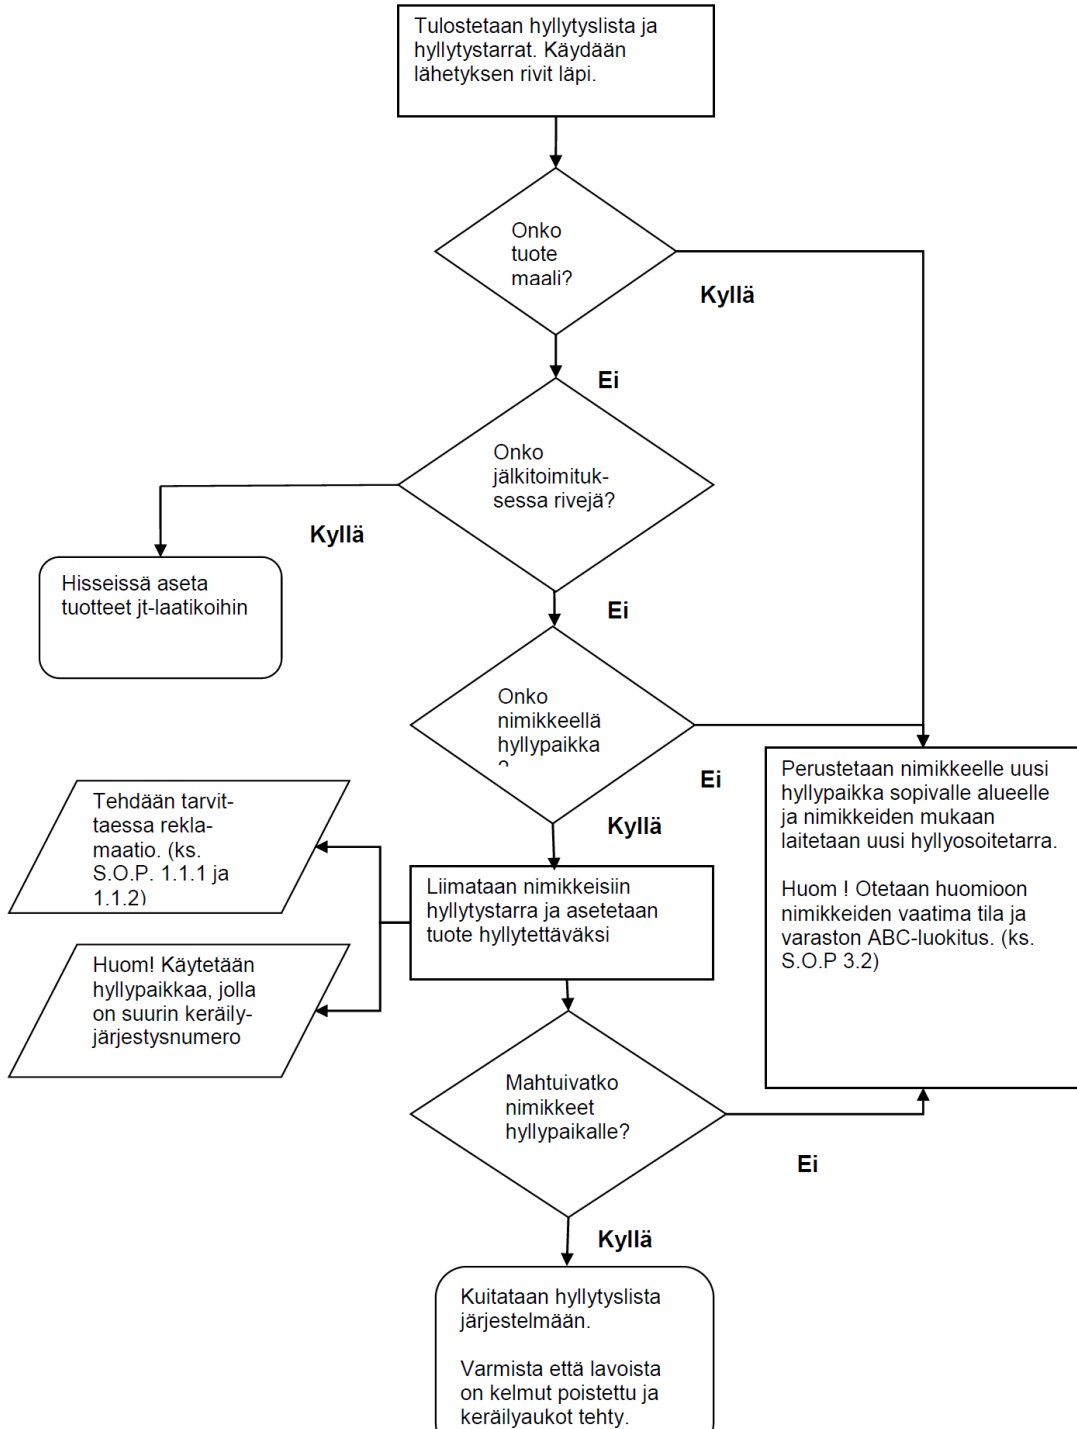 Tulostetaan hyllytyslista ja
hyllytystarrat. Käydään
lähetyksen rivit läpi.
Onko
tuote
maali?
Kyllä
Ei
Onko
jälkitoimituk-
sessa rivejä?
Kyllä
Hisseissä aseta
tuotteet jt-laatikoihin
Ei
Onko
nimikkeellä
hyllypaikka
?
Ei
Kyllä
Perustetaan nimikkeelle uusi
hyllypaikka sopivalle alueelle
ja nimikkeiden mukaan
laitetaan uusi hyllyosoitetarra.
Huom ! Otetaan huomioon
nimikkeiden vaatima tila ja
varaston ABC-luokitus. (ks.
S.O.P 3.2)
Tehdään tarvit-
taessa rekla-
maatio. (ks.
S.O.P. 1.1.1 ja
1.1.2)
Liimataan nimikkeisiin
hyllytystarra ja asetetaan
tuote hyllytettäväksi
Huom! Käytetään
hyllypaikkaa, jolla
on suurin keräily-
järjestysnumero
Mahtuivatko
nimikkeet
hyllypaikalle?
Ei
Kyllä
Kuitataan hyllytyslista
järjestelmään.
Varmista että lavoista
on kelmut poistettu ja
keräilyaukot tehty.